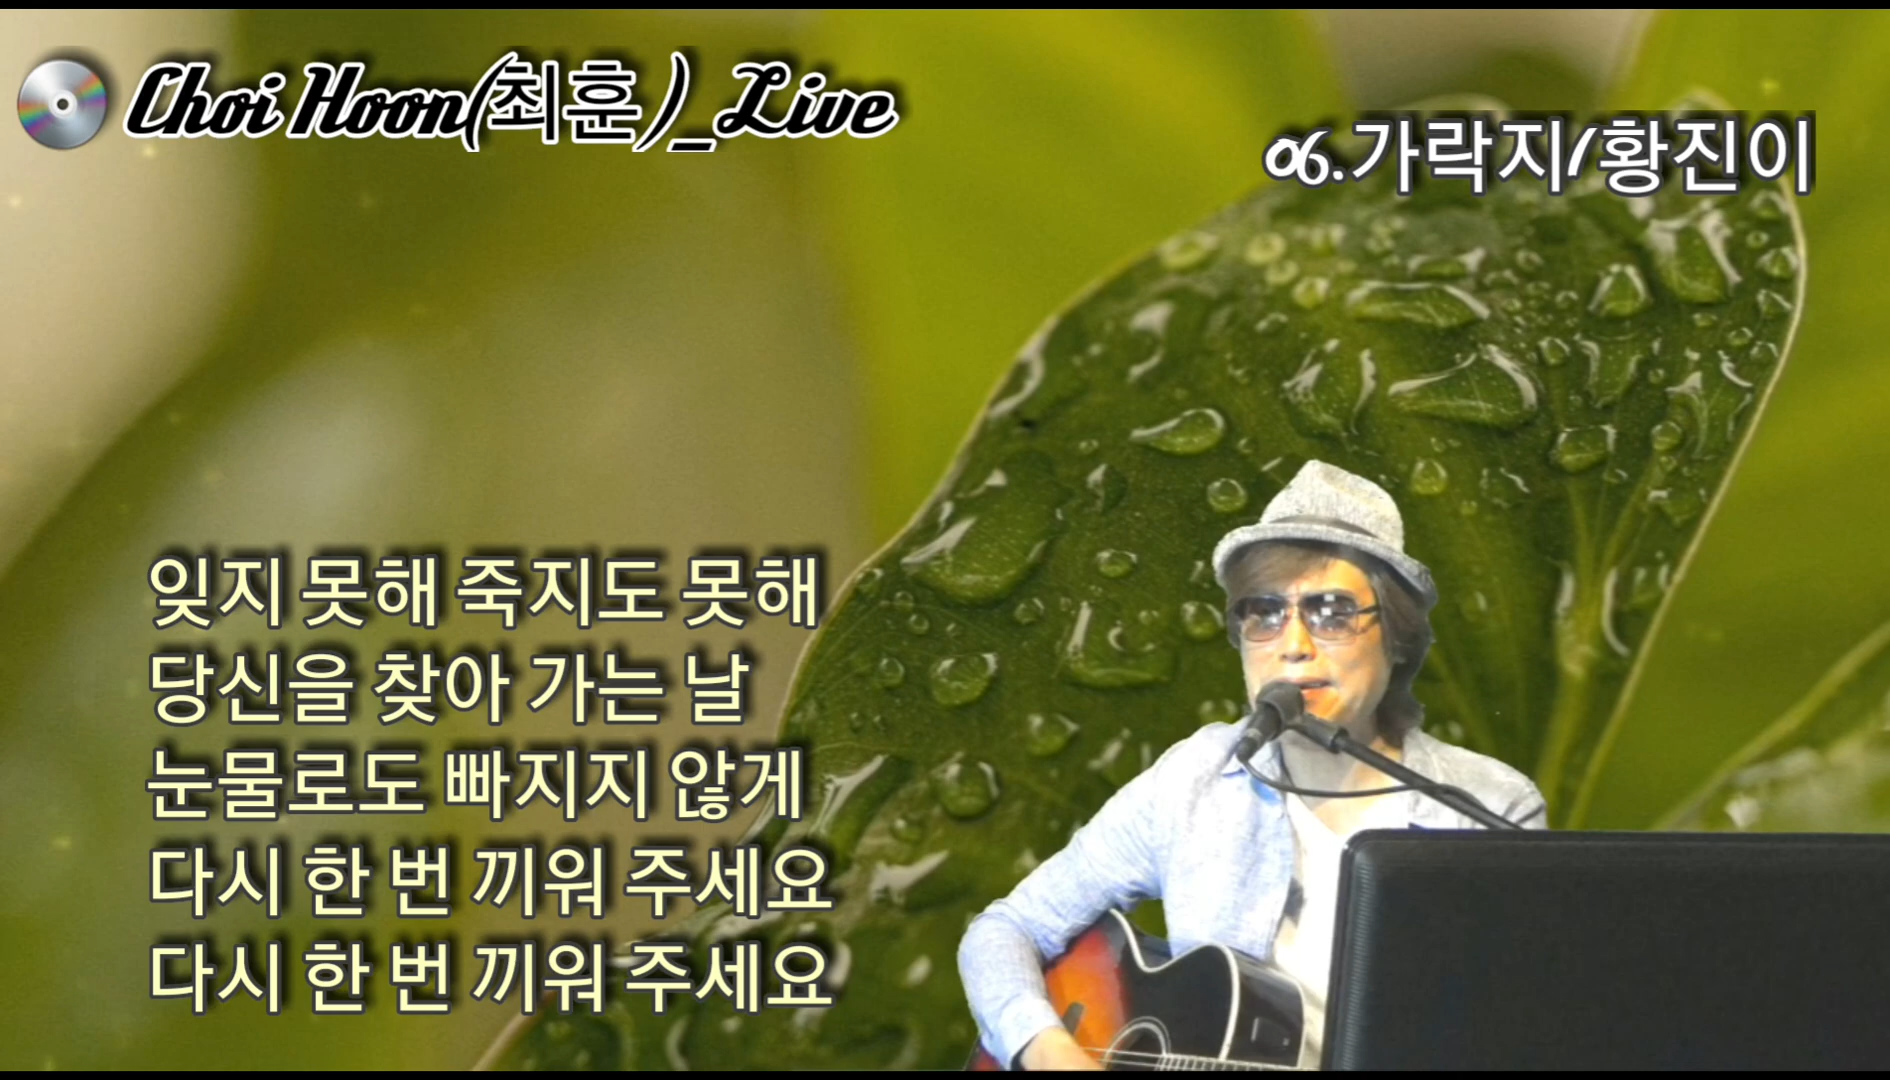 Choi Hoon(최훈)_Live
06.가락지/황진이
잊지 못해 죽지도 못해
당신을 찾아 가는 날
눈물로도 빠지지 않게
다시 한 번 끼워 주세요
다시 한 번 끼워 주세요